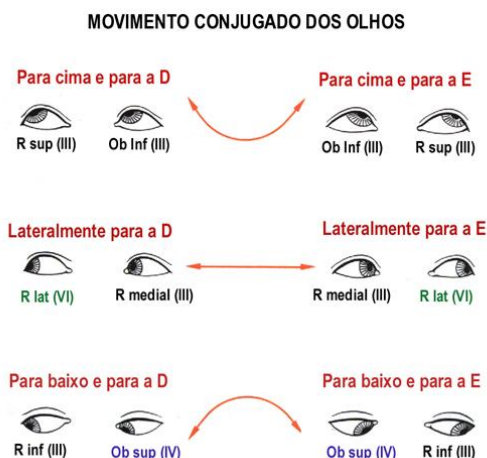 MOVIMENTO CONJUGADO DOS OLHOS
Para cima e para a D
Para cima e para a E
R sup (III) Ob Inf (III)
Ob Inf (III) R sup (III)
Lateralmente para a D
Lateralmente para a E
R lat (VI) R medial (III)
R medial (III) R lat (VI)
Para baixo e para a D
Para baixo e para a E
R inf (III) Ob sup (IV)
Ob sup (IV) R inf (III)